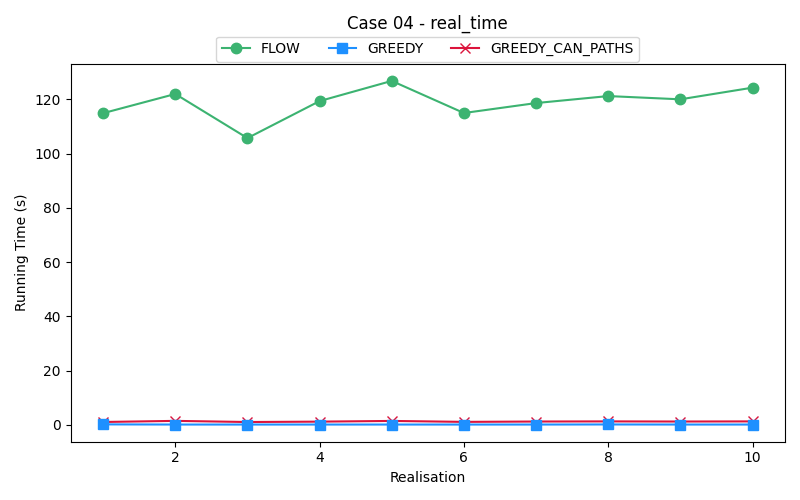 Case 04 - real_time
FLOW GREEDY GREEDY_CAN_PATHS
120
100
80
60
40
20
0
Running Time (s)
2 4 6 8 10
Realisation